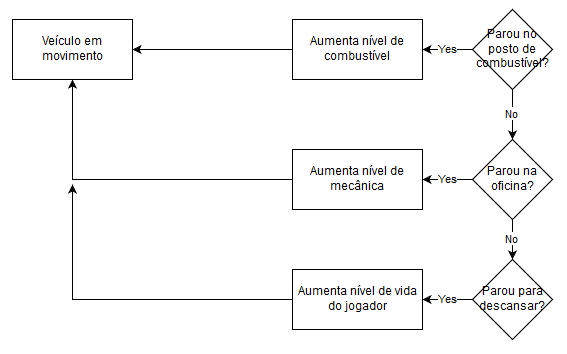 Veículo em
movimento
Aumenta nível de
combustível
Yes
Parou no
posto de
combustível?
No
Aumenta nível de
mecânica
Yes
Parou na
oficina?
No
Aumenta nível de vida
do jogador
Yes
Parou para
descansar?